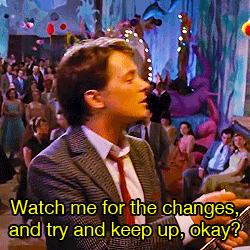 Watch me for the changes,
and try and keep up, okay?